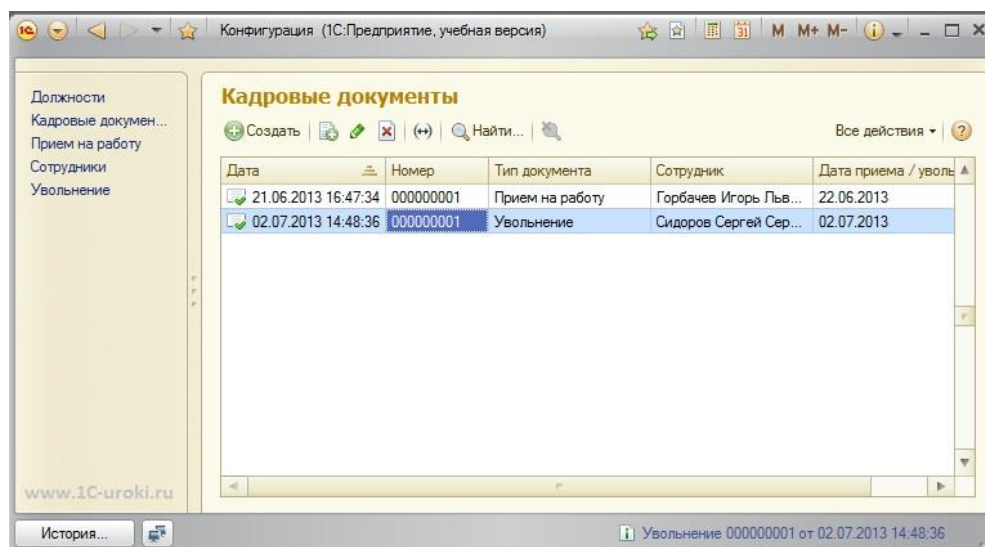 1С Конфигурация (1С:Предприятие, учебная версия) 31 M M+ M-
Должности
Кадровые докумен...
Прием на работу
Сотрудники
Увольнение
Кадровые документы
Создать Найти... Все действия
Дата Номер Тип документа Сотрудник Дата приема / уволь
21.06.2013 16:47:34 000000001 Прием на работу Горбачев Игорь Льв... 22.06.2013
02.07.2013 14:48:36 000000001 Увольнение Сидоров Сергей Сер... 02.07.2013
www.1C-uroki.ru
История... Увольнение 000000001 от 02.07.2013 14:48:36